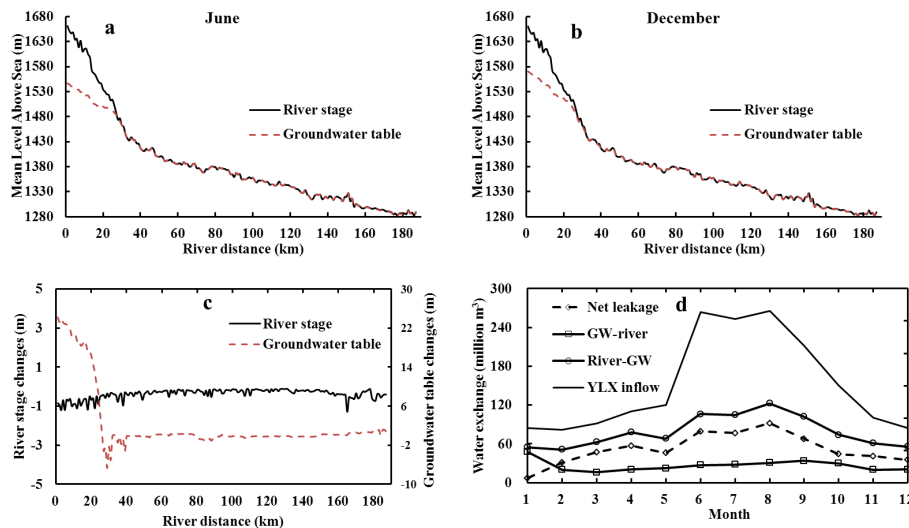 June
a
Mean Level Above Sea (m)
1680
1630
1580
1530
1480
1430
1380
1330
1280
River stage
Groundwater table
0 20 40 60 80 100 120 140 160 180
River distance (km)
December
b
Mean Level Above Sea (m)
1680
1630
1580
1530
1480
1430
1380
1330
1280
River stage
Groundwater table
0 20 40 60 80 100 120 140 160 180
River distance (km)
c
River stage changes (m)
5
3
1
-1
-3
-5
River stage
Groundwater table
Groundwater table changes (m)
30
24
18
12
6
-2
-10
0 20 40 60 80 100 120 140 160 180
River distance (km)
d
Water exchange (million m³)
300
240
180
120
60
0
Net leakage
GW-river
River-GW
YLX inflow
1 2 3 4 5 6 7 8 9 10 11 12
Month